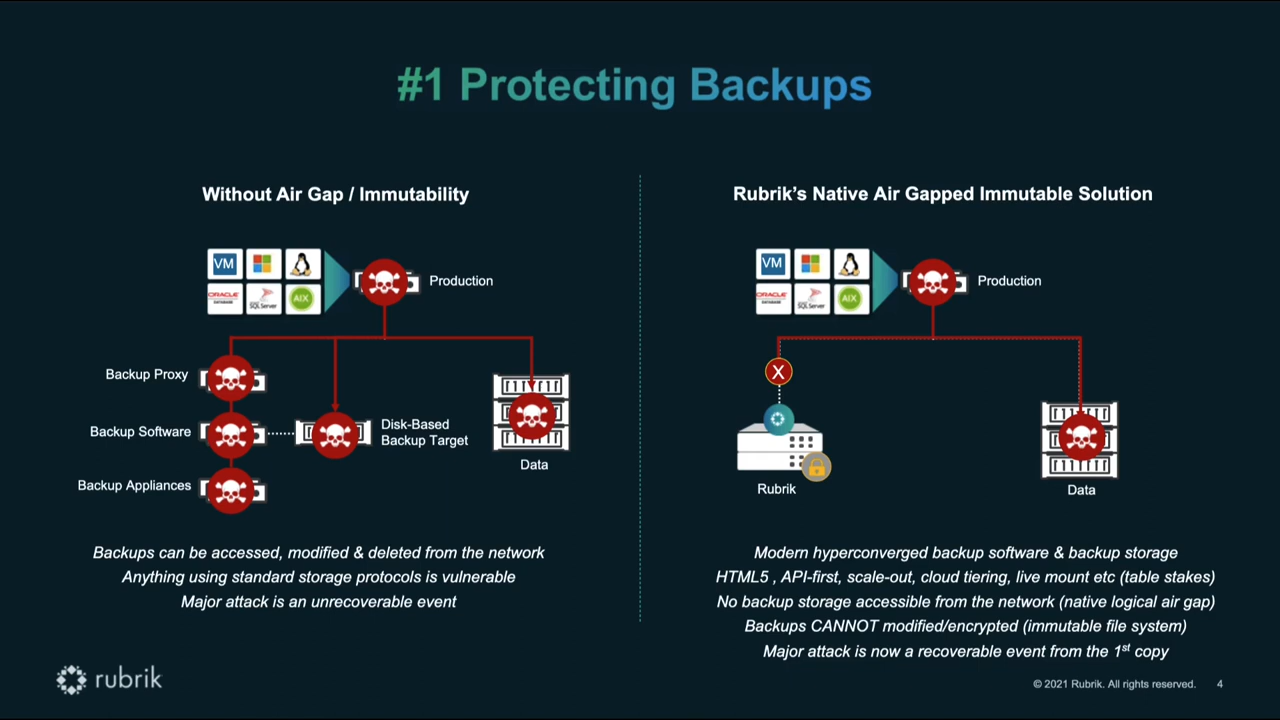 #1 Protecting Backups
Without Air Gap / Immutability
VM
ORACLE
DATABASE
SQL Server
AIX
Production
Backup Proxy
Backup Software
Backup Appliances
Disk-Based
Backup Target
Data
Backups can be accessed, modified & deleted from the network
Anything using standard storage protocols is vulnerable
Major attack is an unrecoverable event
Rubrik's Native Air Gapped Immutable Solution
VM
ORACLE
DATABASE
SQL Server
AIX
Production
X
Rubrik
Data
Modern hyperconverged backup software & backup storage
HTML5 , API-first, scale-out, cloud tiering, live mount etc (table stakes)
No backup storage accessible from the network (native logical air gap)
Backups CANNOT modified/encrypted (immutable file system)
Major attack is now a recoverable event from the 1st copy
rubrik
© 2021 Rubrik. All rights reserved.
4